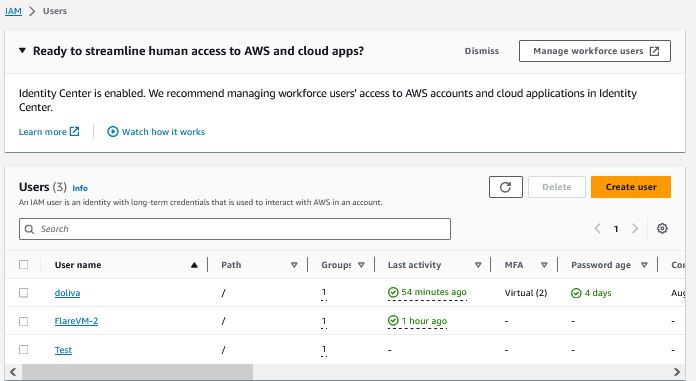 IAM > Users
Ready to streamline human access to AWS and cloud apps?
Dismiss
Manage workforce users
Identity Center is enabled. We recommend managing workforce users' access to AWS accounts and cloud applications in Identity
Center.
Learn more
Watch how it works
Users (3) Info
Delete
Create user
An IAM user is an identity with long-term credentials that is used to interact with AWS in an account.
Search
1
User name Path Groups Last activity MFA Password age Con
doliva / 1 54 minutes ago Virtual (2) 4 days Aug
FlareVM-2 / 1 1 hour ago - - -
Test / 1 - - - -